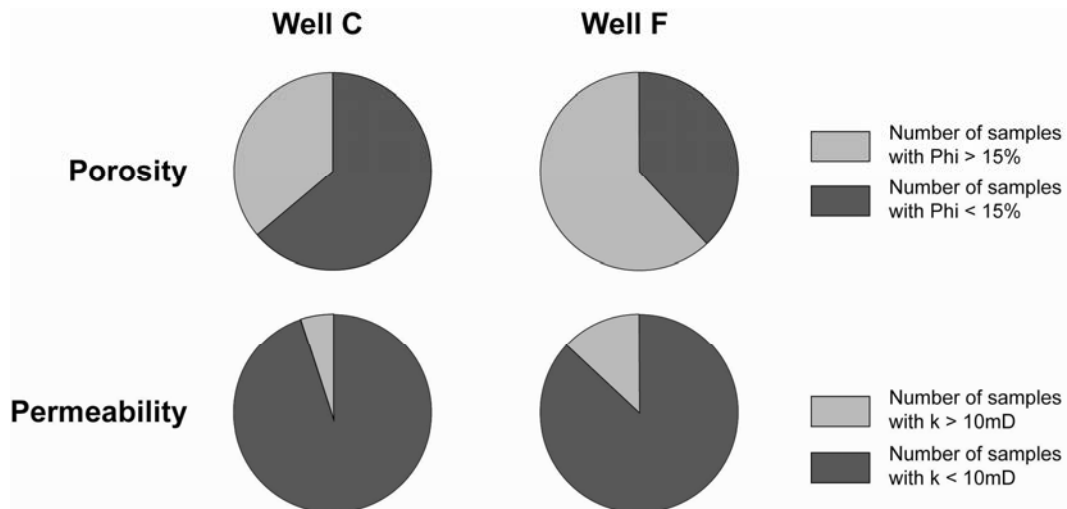 Well C
Well F
Porosity
Number of samples
with Phi > 15%
Number of samples
with Phi < 15%
Permeability
Number of samples
with k > 10mD
Number of samples
with k < 10mD